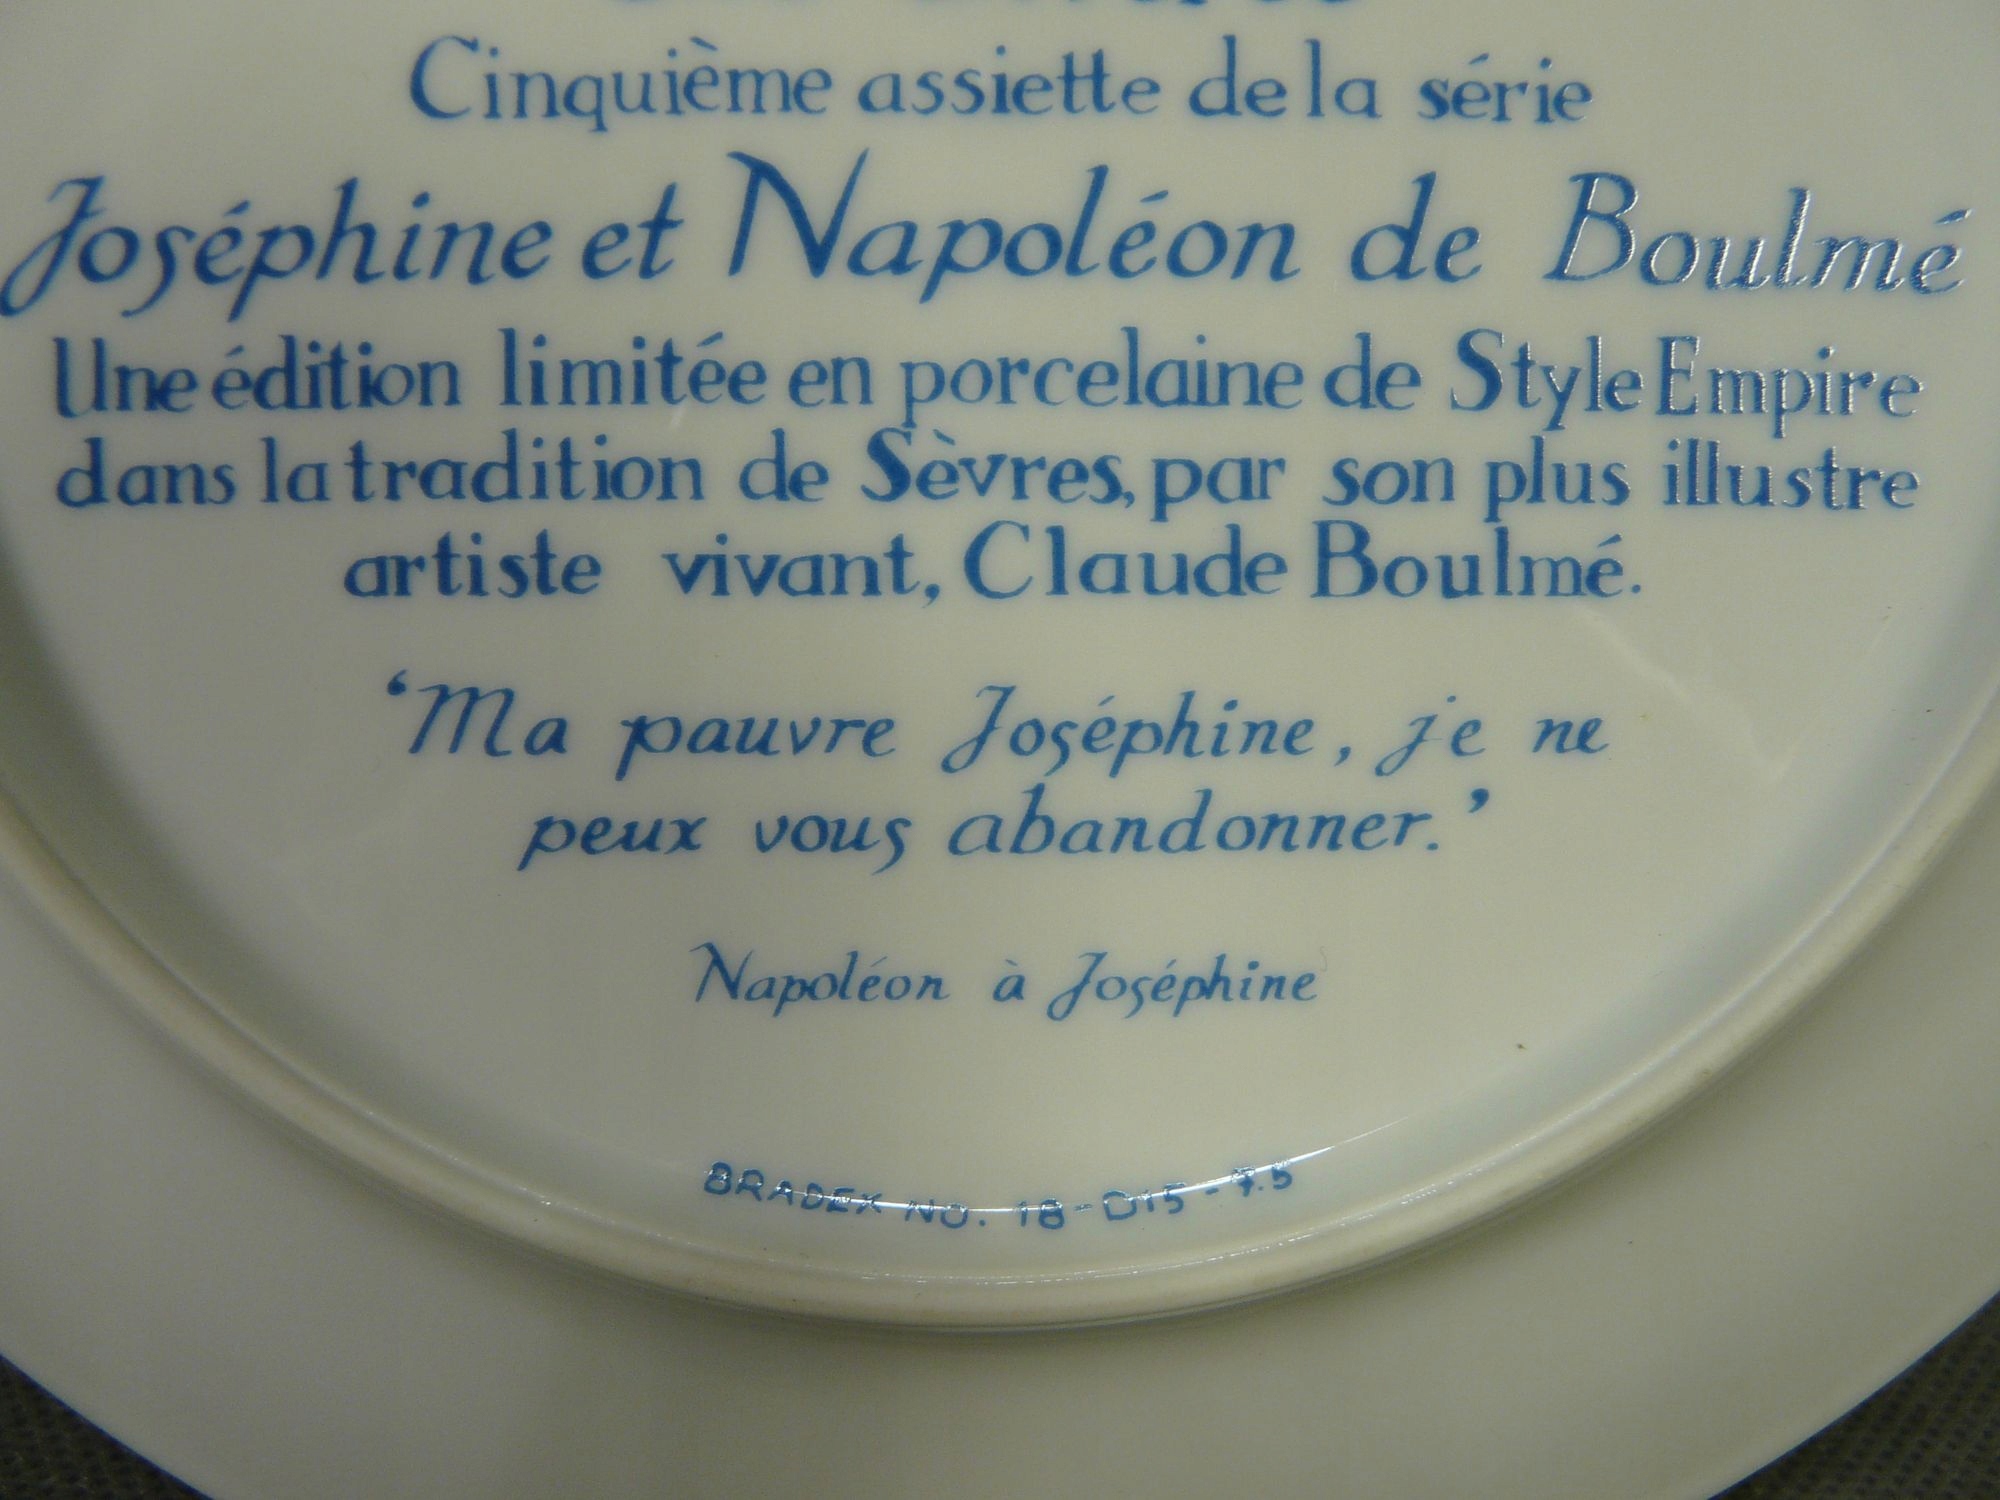 Cinquième assiette de la série
Joséphine et Napoléon de Boulmé
Une édition limitée en porcelaine de Style Empire
dans la tradition de Sèvres, par son plus illustre
artiste vivant, Claude Boulmé.
‘Ma pauvre Joséphine, je ne
peux vous abandonner.’
Napoléon à Joséphine
BRADEX NO. 18-D15-7.5